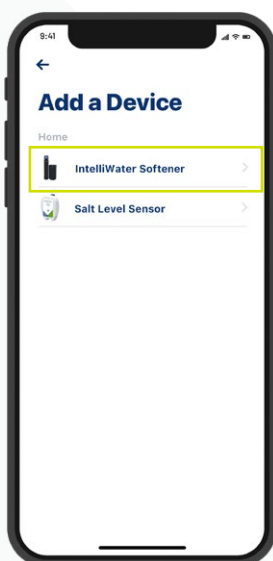 9:41
Add a Device
Home
IntelliWater Softener
Salt Level Sensor